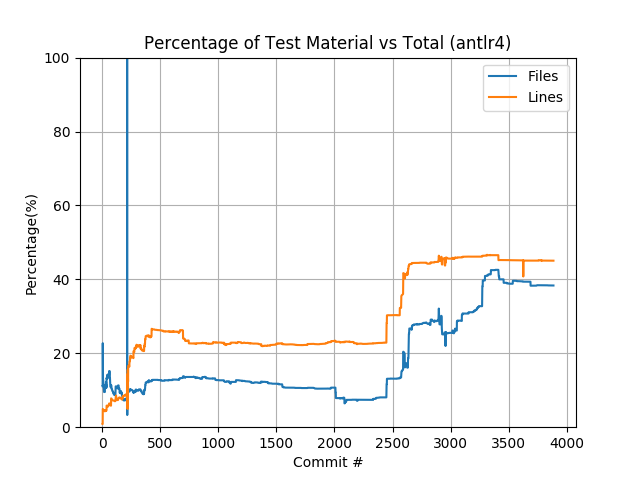 Percentage of Test Material vs Total (antlr4)
Files
Lines
Percentage(%)
100
80
60
40
20
0
0 500 1000 1500 2000 2500 3000 3500 4000
Commit #